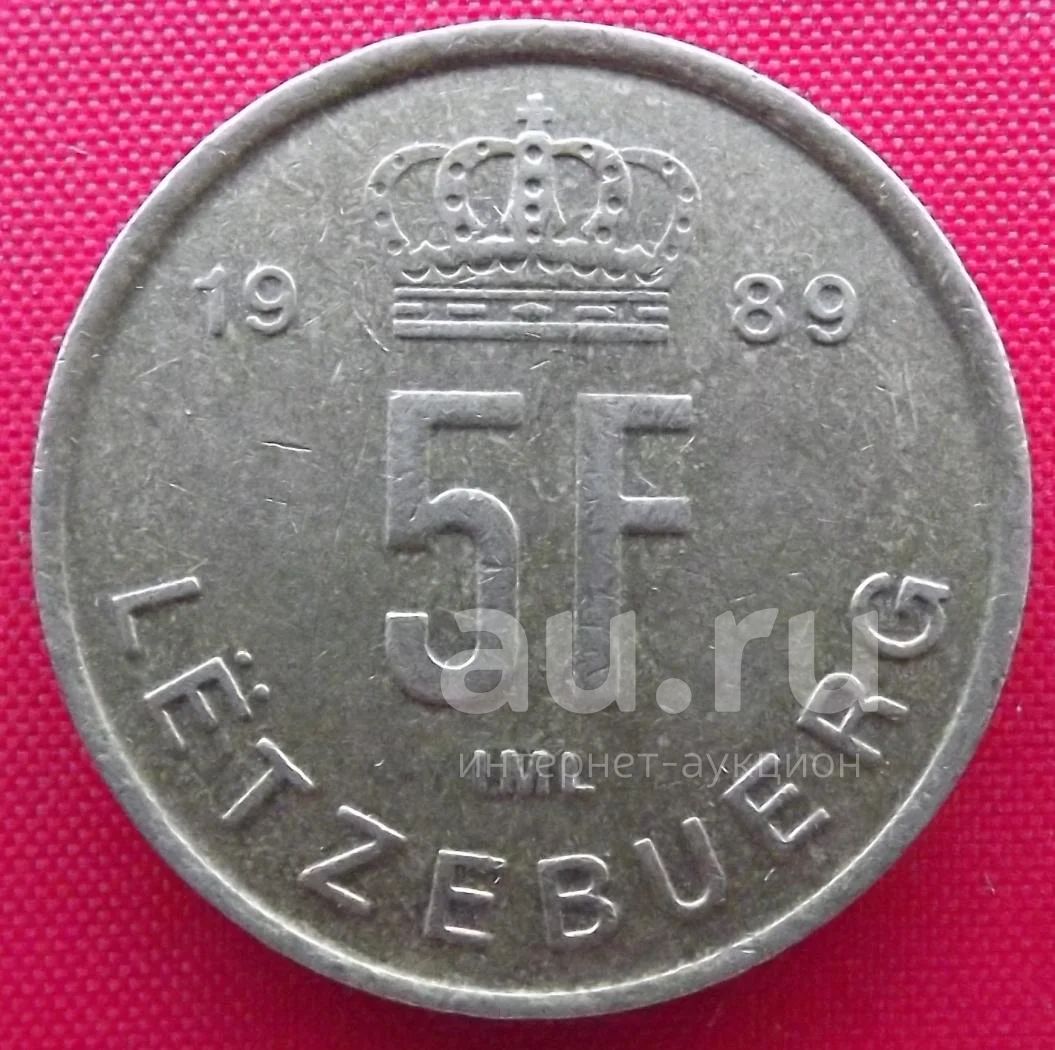 19 89
5F
IML
LËTZEBUERG
au.ru
интернет-аукцион